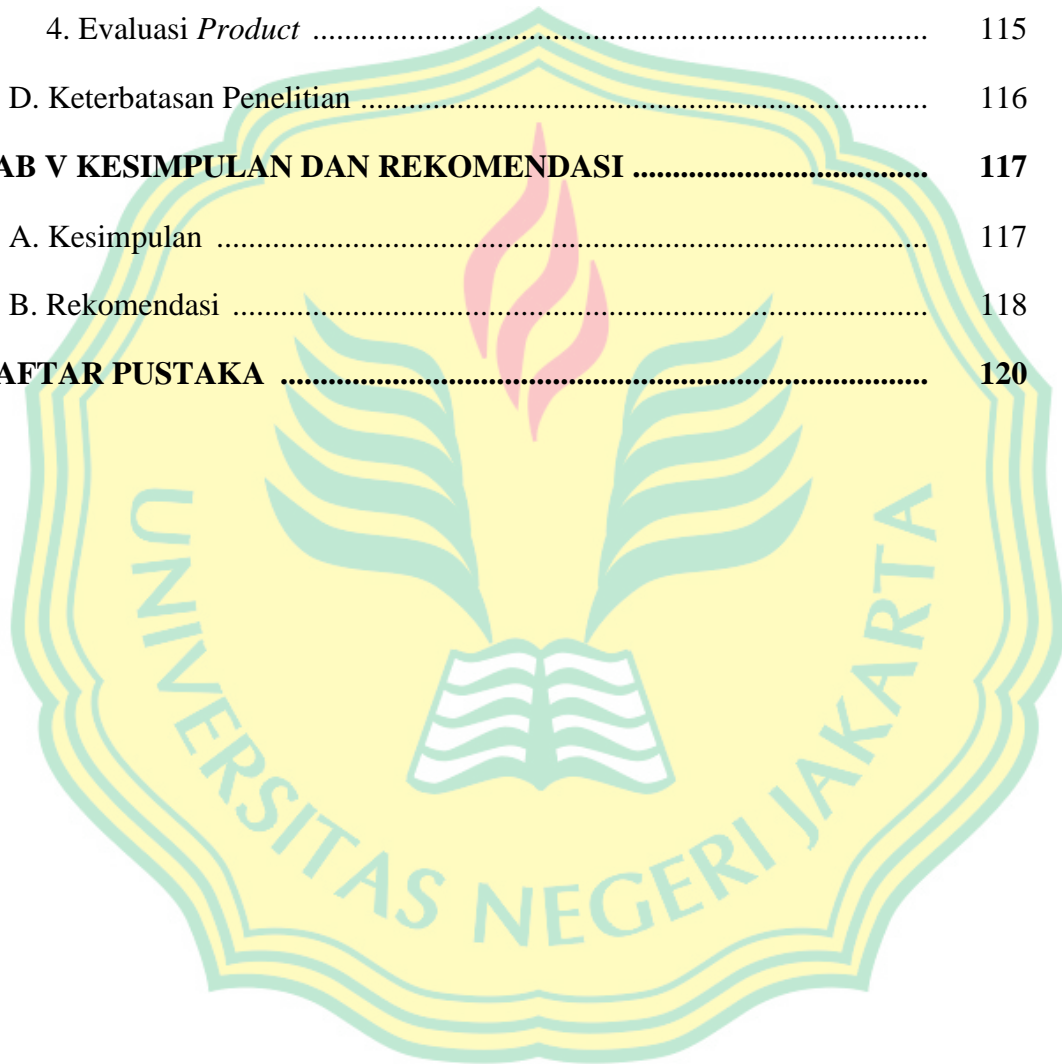 4. Evaluasi Product ........................................................................... 115
D. Keterbatasan Penelitian ..................................................................... 116
AB V KESIMPULAN DAN REKOMENDASI .................................... 117
A. Kesimpulan ....................................................................................... 117
B. Rekomendasi ..................................................................................... 118
AFTAR PUSTAKA ............................................................................... 120
UNIVERSITAS NEGERI JAKARTA